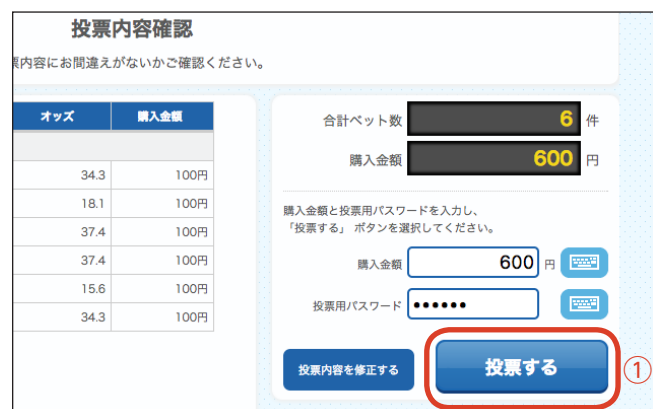 投票内容確認
票内容にお間違えがないかご確認ください。
オッズ 購入金額
34.3 100円
18.1 100円
37.4 100円
37.4 100円
15.6 100円
34.3 100円
合計ベット数 6 件
購入金額 600 円
購入金額と投票用パスワードを入力し、
「投票する」 ボタンを選択してください。
購入金額 600 円
投票用パスワード ●●●●●●
投票内容を修正する 投票する ①